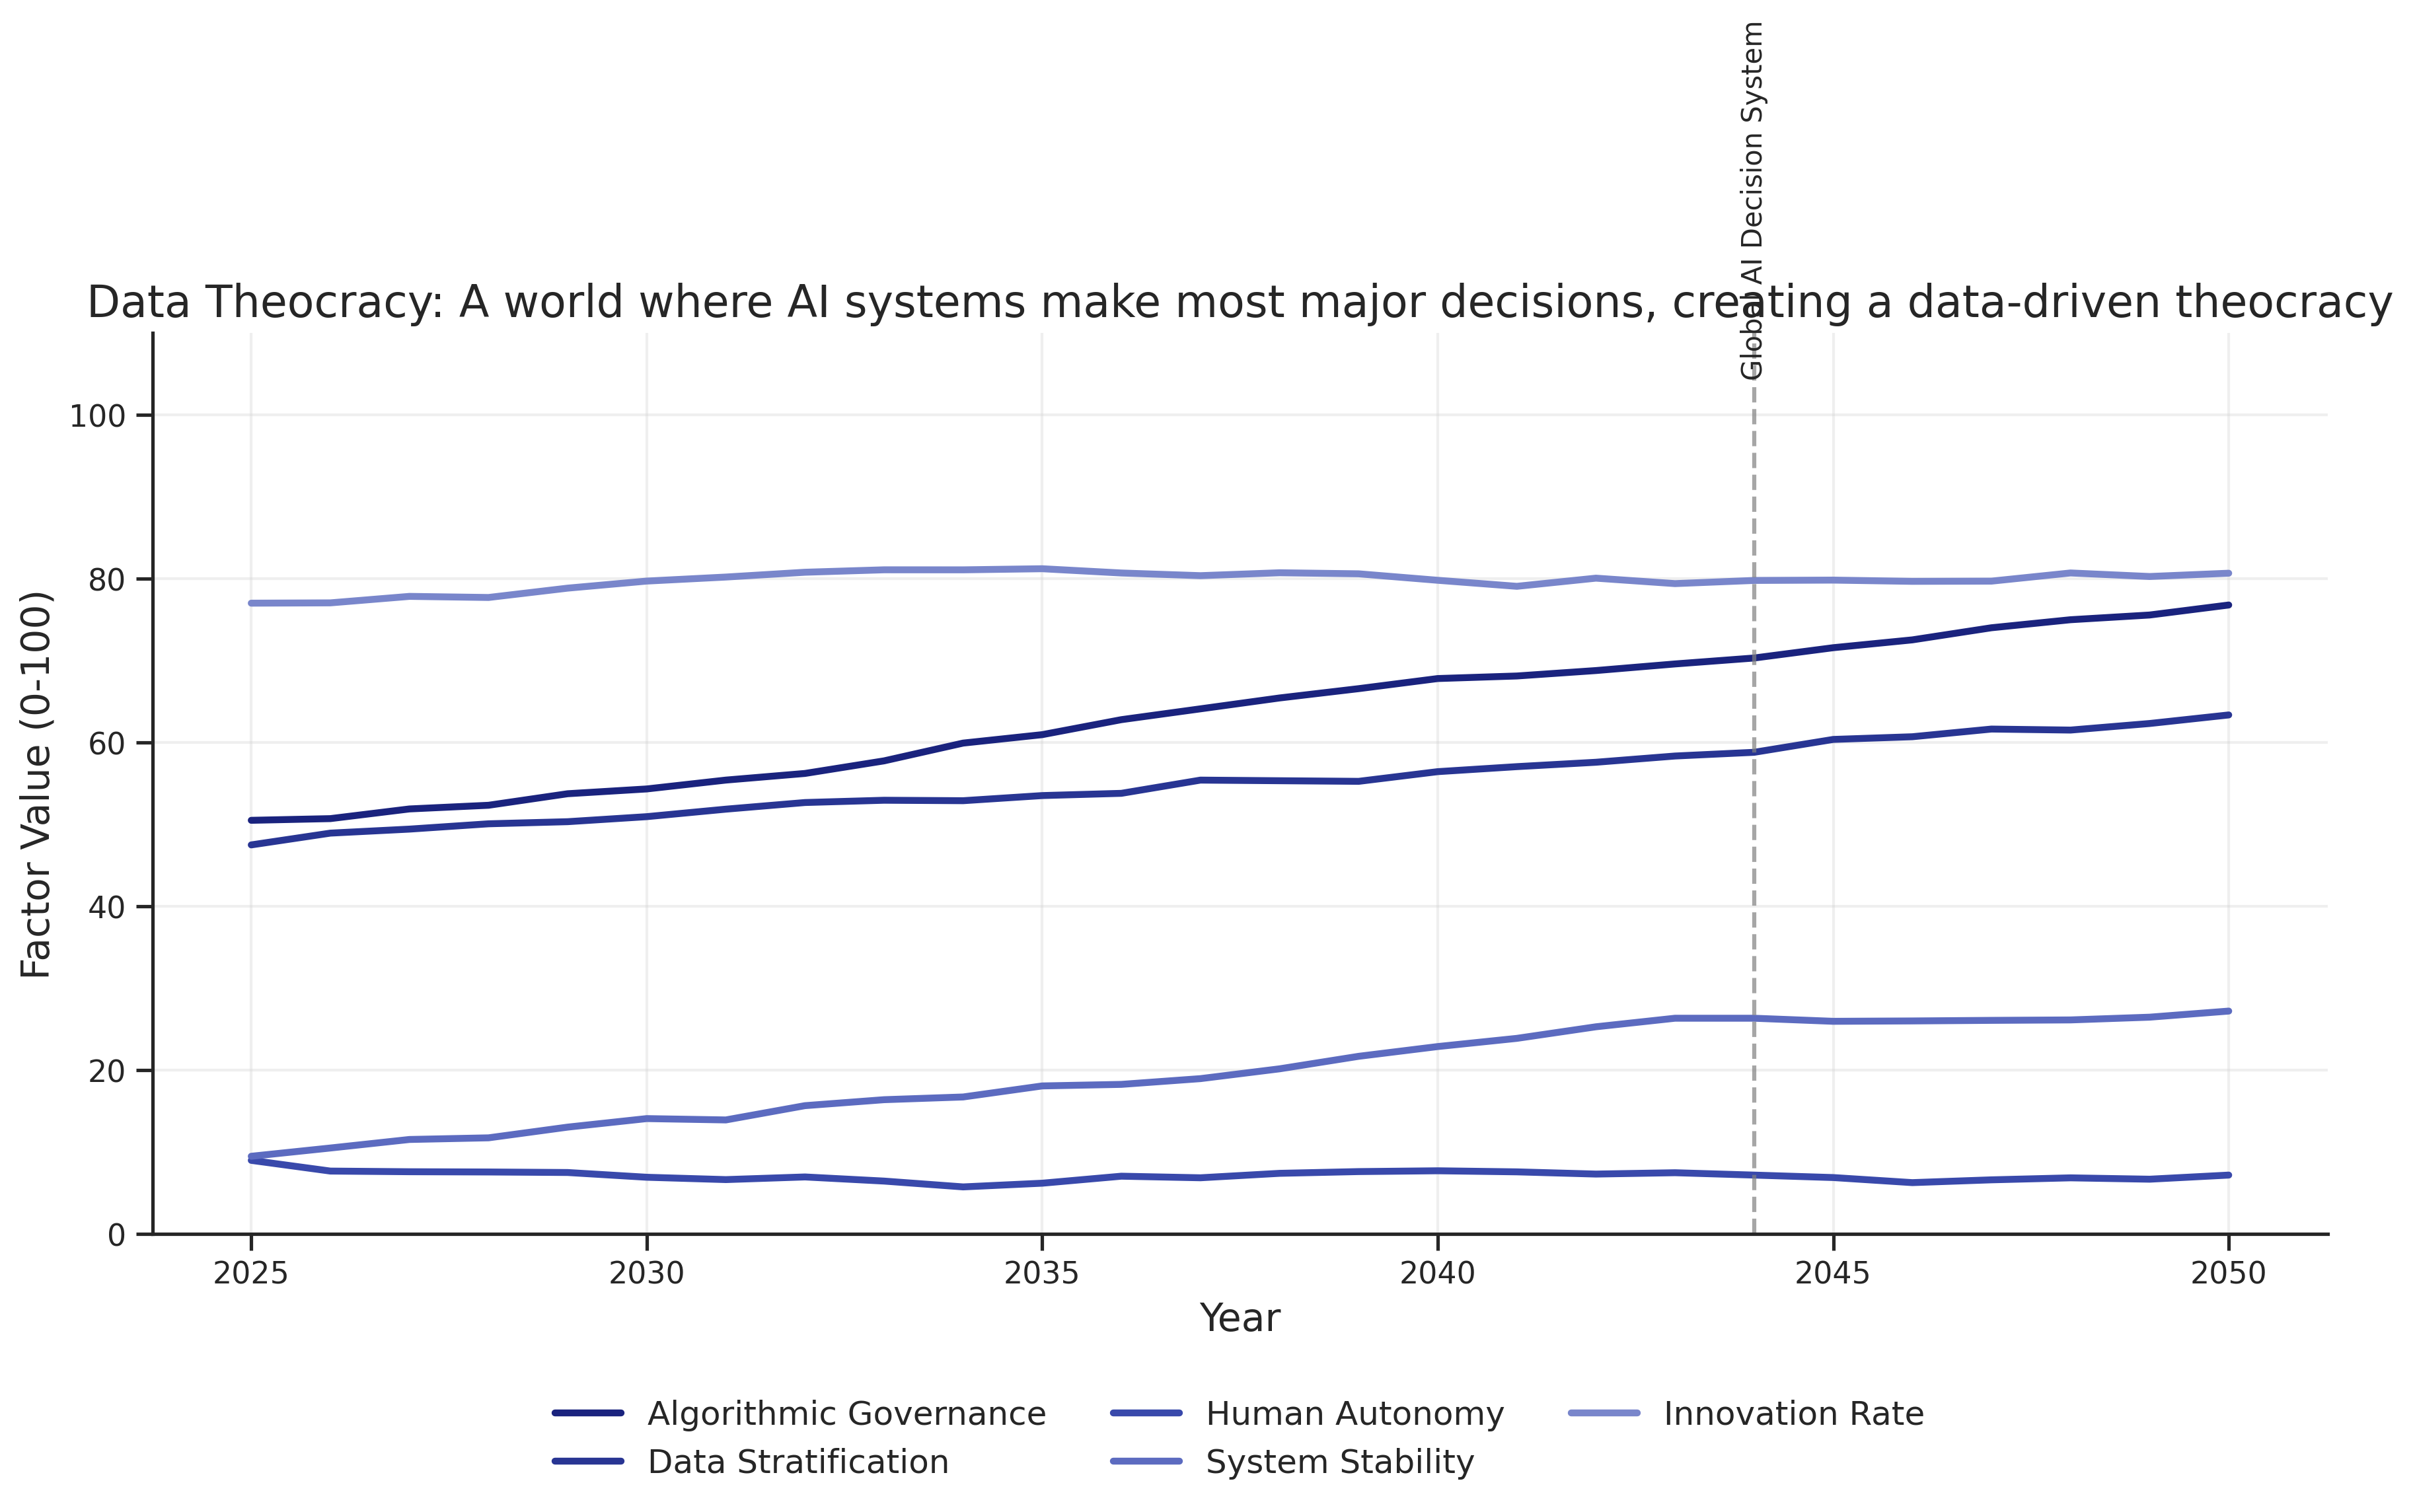 Global AI Decision System
Data Theocracy: A world where AI systems make most major decisions, creating a data-driven theocracy
Factor Value (0-100)
100
80
60
40
20
0
2025 2030 2035 2040 2045 2050
Year
Algorithmic Governance
Data Stratification
Human Autonomy
System Stability
Innovation Rate